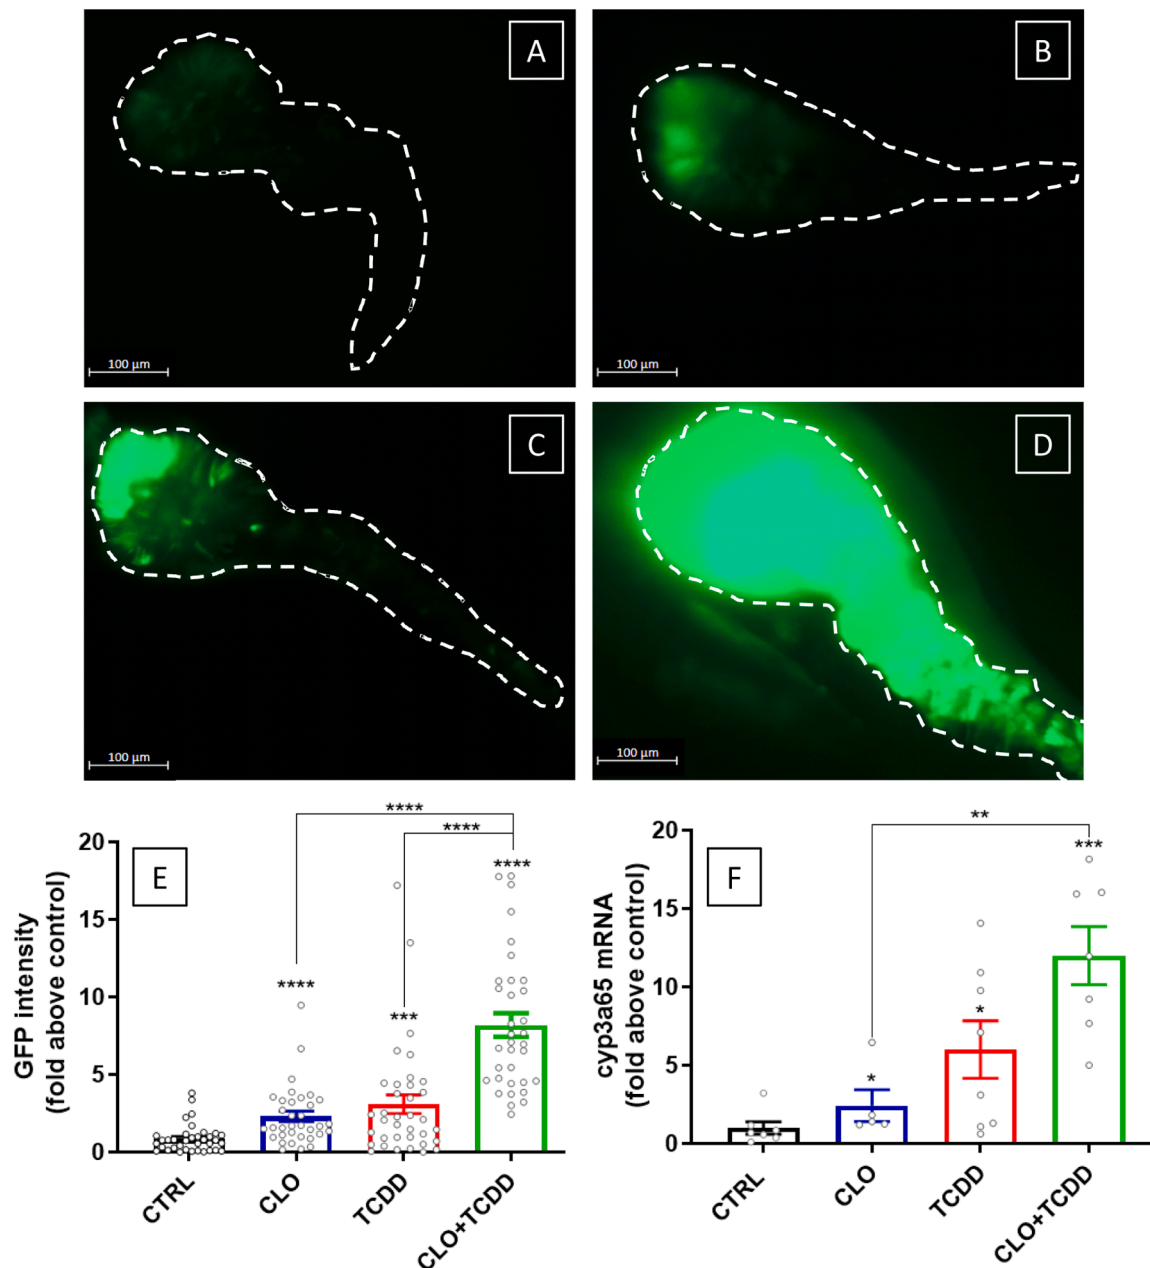 A
100 µm
B
100 µm
C
100 µm
D
100 µm
E
GFP intensity
(fold above control)
20
15
10
5
0
****
****
****
***
****
CTRL
CLO
TCDD
CLO+TCDD
F
cyp3a65 mRNA
(fold above control)
20
15
10
5
0
**
***
*
*
CTRL
CLO
TCDD
CLO+TCDD